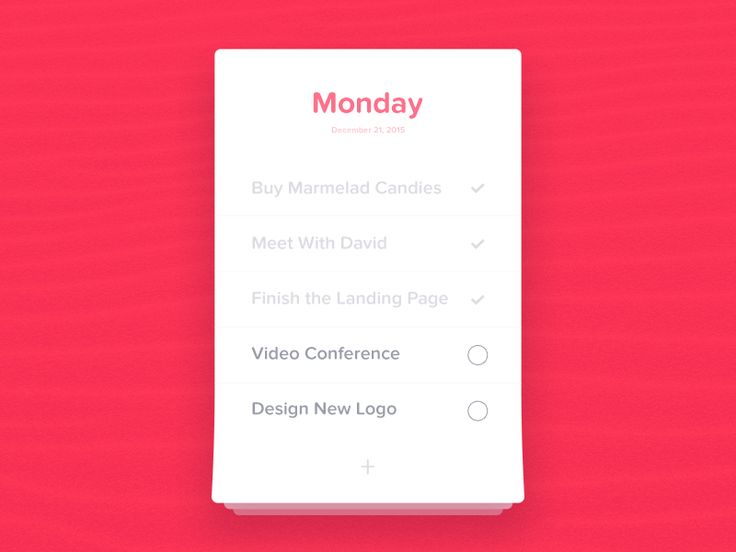 Monday
December 21, 2015
Buy Marmelad Candies
Meet With David
Finish the Landing Page
Video Conference
Design New Logo